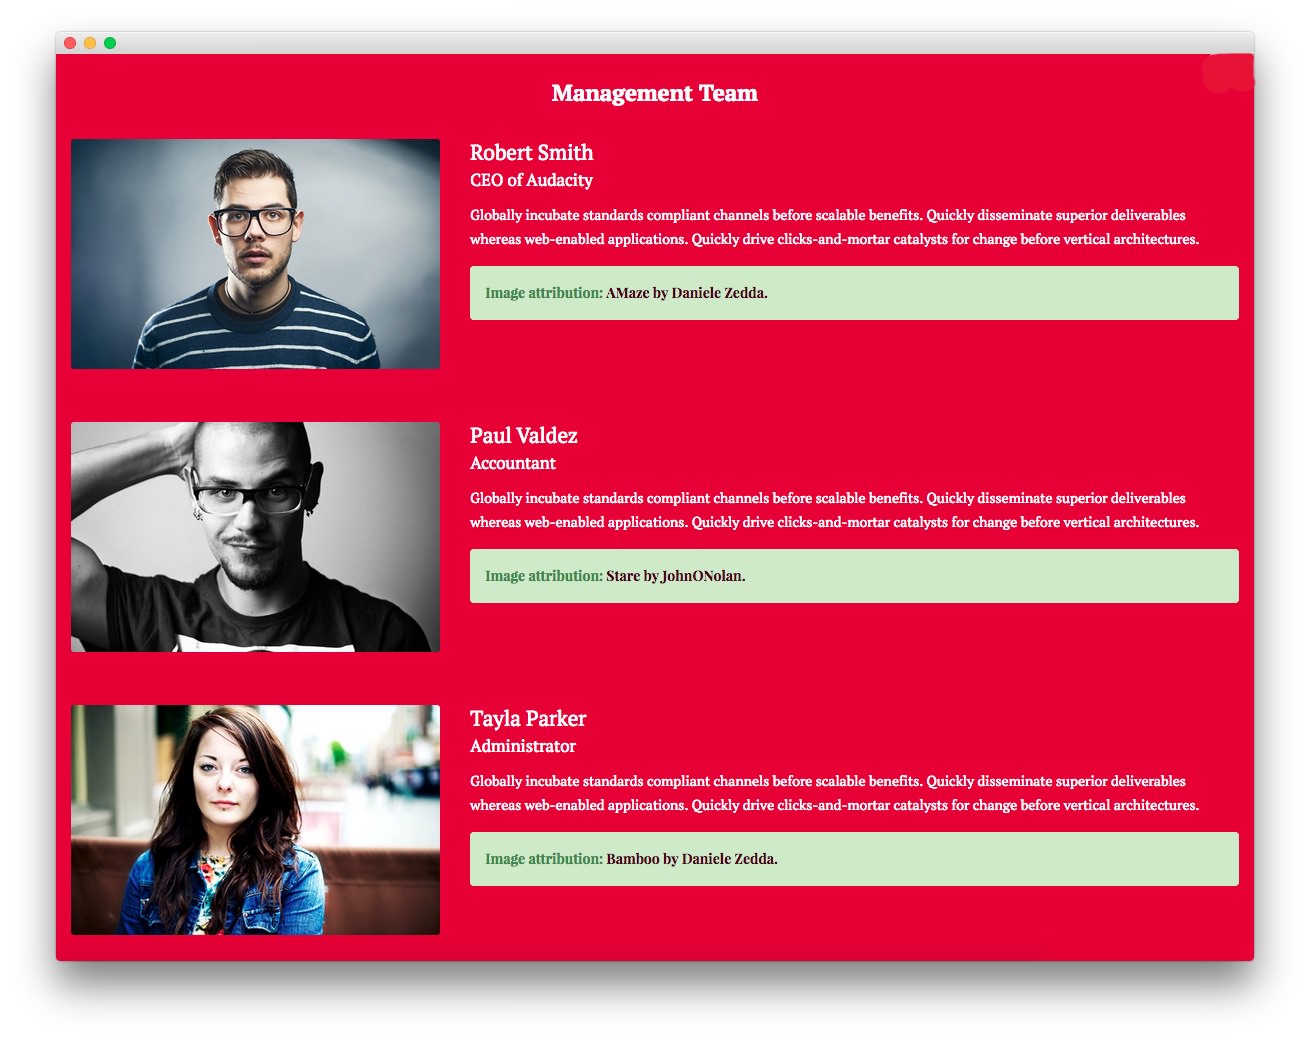 Management Team
Robert Smith
CEO of Audacity
Globally incubate standards compliant channels before scalable benefits. Quickly disseminate superior deliverables
whereas web-enabled applications. Quickly drive clicks-and-mortar catalysts for change before vertical architectures.
Image attribution: AMaze by Daniele Zedda.
Paul Valdez
Accountant
Globally incubate standards compliant channels before scalable benefits. Quickly disseminate superior deliverables
whereas web-enabled applications. Quickly drive clicks-and-mortar catalysts for change before vertical architectures.
Image attribution: Stare by JohnONolan.
Tayla Parker
Administrator
Globally incubate standards compliant channels before scalable benefits. Quickly disseminate superior deliverables
whereas web-enabled applications. Quickly drive clicks-and-mortar catalysts for change before vertical architectures.
Image attribution: Bamboo by Daniele Zedda.